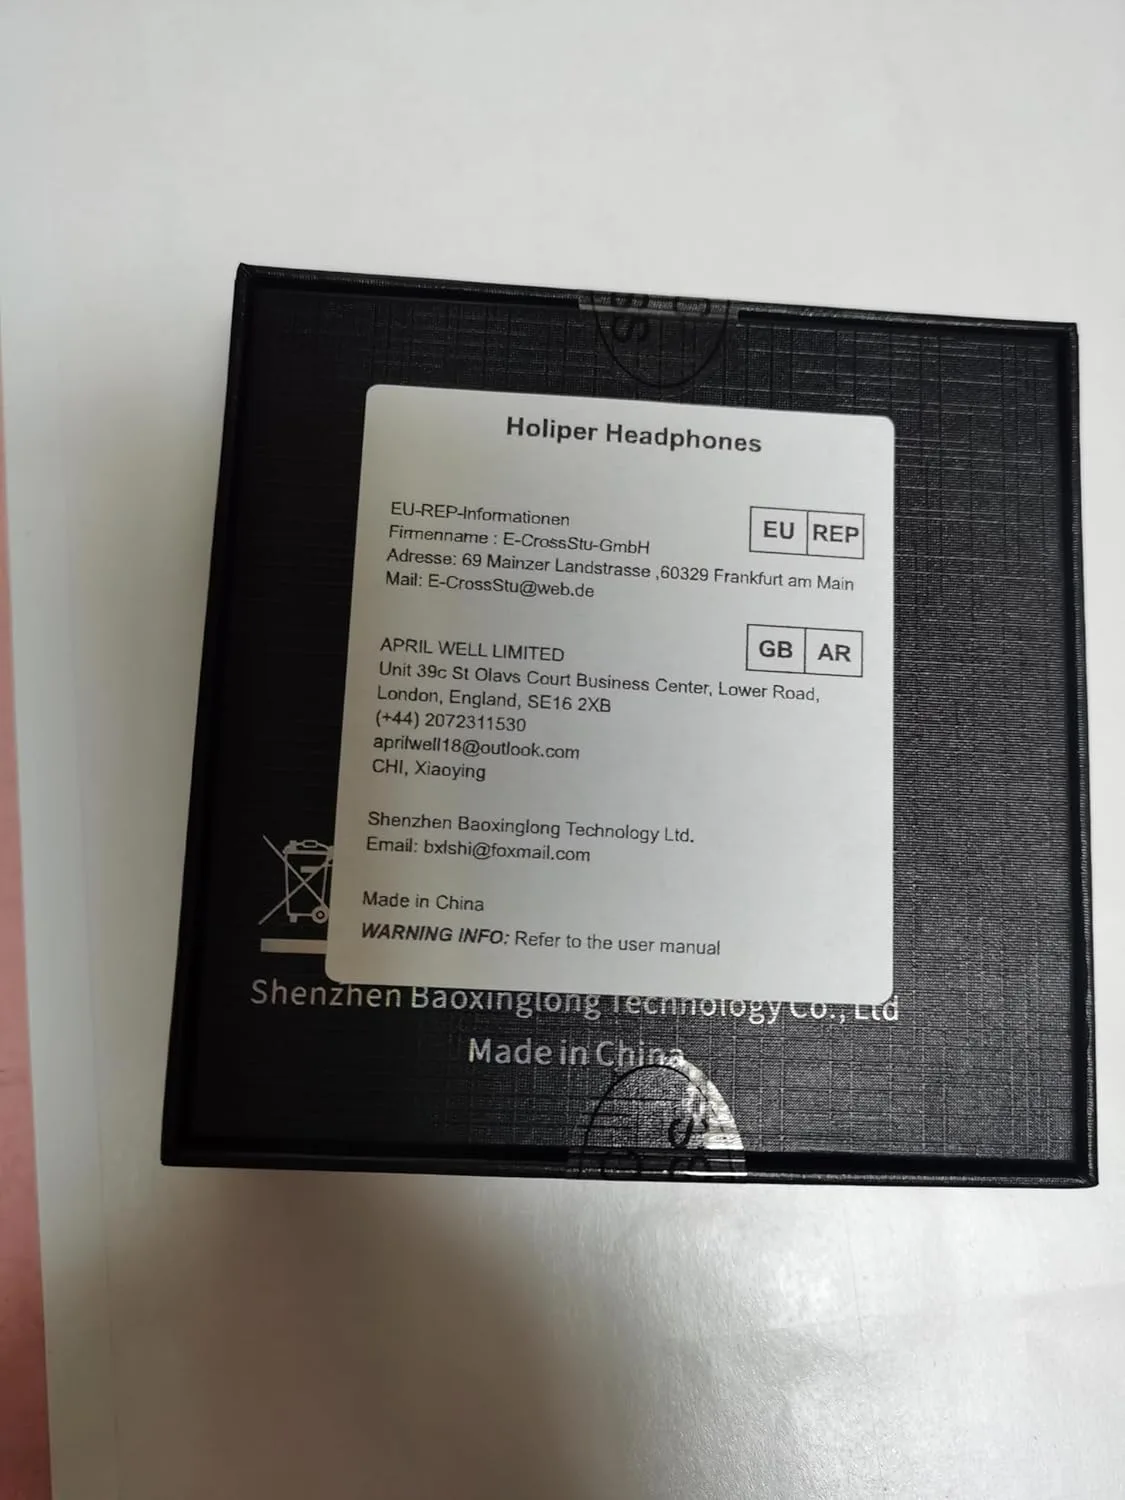 Holiper Headphones
EU-REP-Informationen
EU REP
Firmenname : E-CrossStu-GmbH
Adresse: 69 Mainzer Landstrasse ,60329 Frankfurt am Main
Mail: E-CrossStu@web.de
GB AR
APRIL WELL LIMITED
Unit 39c St Olavs Court Business Center, Lower Road,
London, England, SE16 2XB
(+44) 2072311530
aprilwell18@outlook.com
CHI, Xiaoying
Shenzhen Baoxinglong Technology Ltd.
Email: bxlshi@foxmail.com
Made in China
WARNING INFO: Refer to the user manual
Shenzhen Baoxinglong Technology Co., Ltd
Made in China